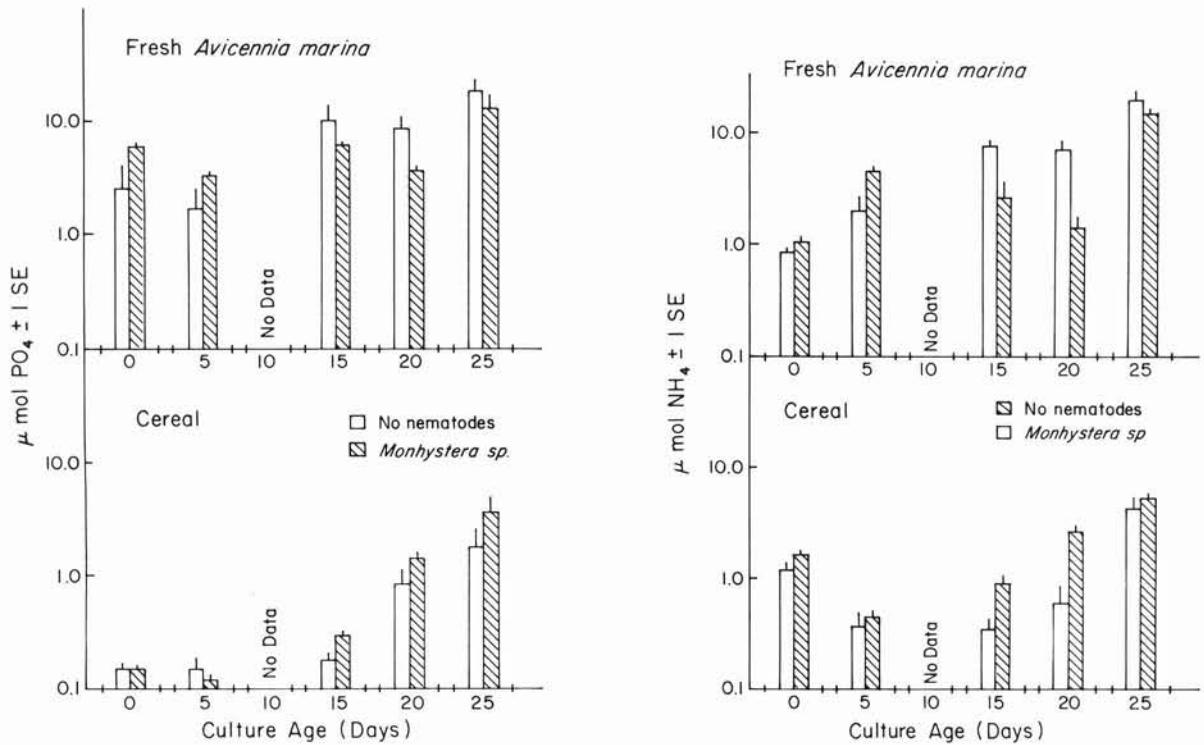 Fresh Avicennia marina
10.0
1.0
0.1
No Data
0 5 10 15 20 25
μ mol PO₄ ± 1 SE
Cereal
No nematodes
Monhystera sp.
10.0
1.0
0.1
No Data
0 5 10 15 20 25
Culture Age (Days)
Fresh Avicennia marina
10.0
1.0
0.1
No Data
0 5 10 15 20 25
μ mol NH₄ ± 1 SE
Cereal
No nematodes
Monhystera sp
10.0
1.0
0.1
No Data
0 5 10 15 20 25
Culture Age (Days)